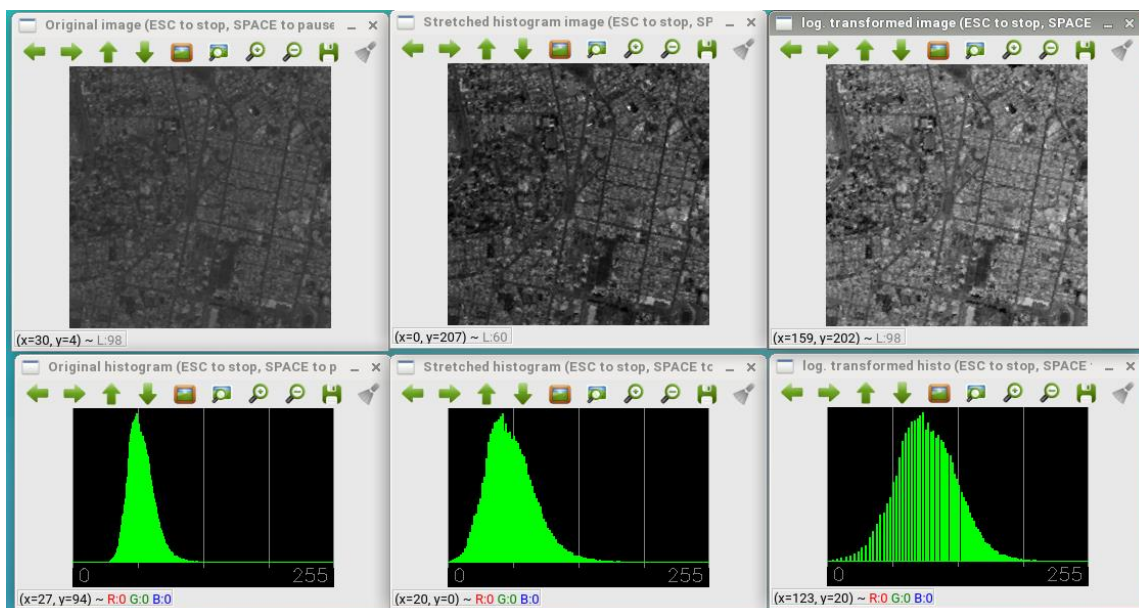 Original image (ESC to stop, SPACE to pause
Stretched histogram image (ESC to stop, SP
log. transformed image (ESC to stop, SPACE
(x=30, y=4) ~ L:98
(x=0, y=207) ~ L:60
(x=159, y=202) ~ L:98
Original histogram (ESC to stop, SPACE to p
Stretched histogram (ESC to stop, SPACE to
log. transformed histo (ESC to stop, SPACE
0 255
0 255
0 255
(x=27, y=94) ~ R:0 G:0 B:0
(x=20, y=0) ~ R:0 G:0 B:0
(x=123, y=20) ~ R:0 G:0 B:0